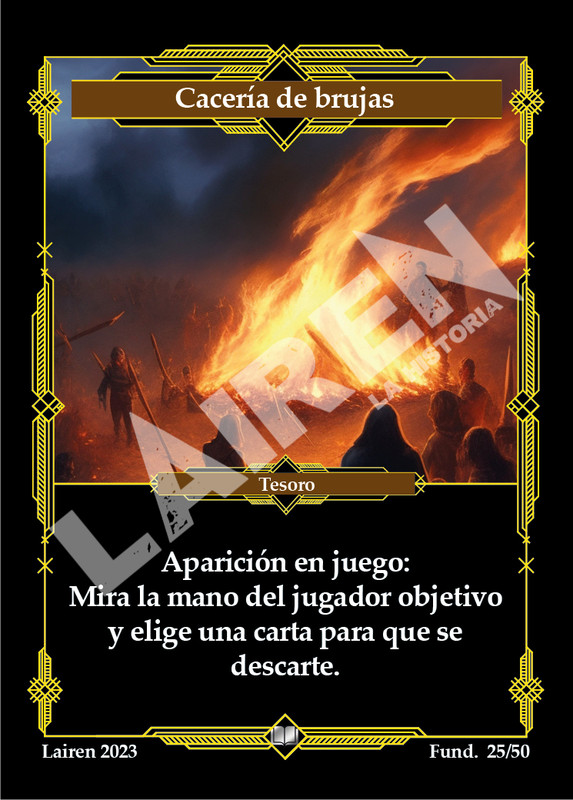 Cacería de brujas
LAIREN
LA HISTORIA
Tesoro
Aparición en juego:
Mira la mano del jugador objetivo
y elige una carta para que se
descarte.
Lairen 2023
Fund. 25/50